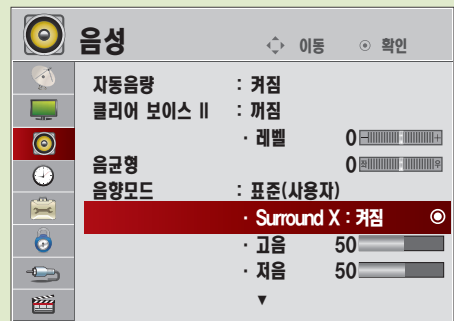 음성 이동 확인
자동음량 : 켜짐
클리어 보이스 II : 꺼짐
· 레벨 0 - +
음균형 0 좌 우
음향모드 : 표준(사용자)
· Surround X : 켜짐
· 고음 50
· 저음 50
▼